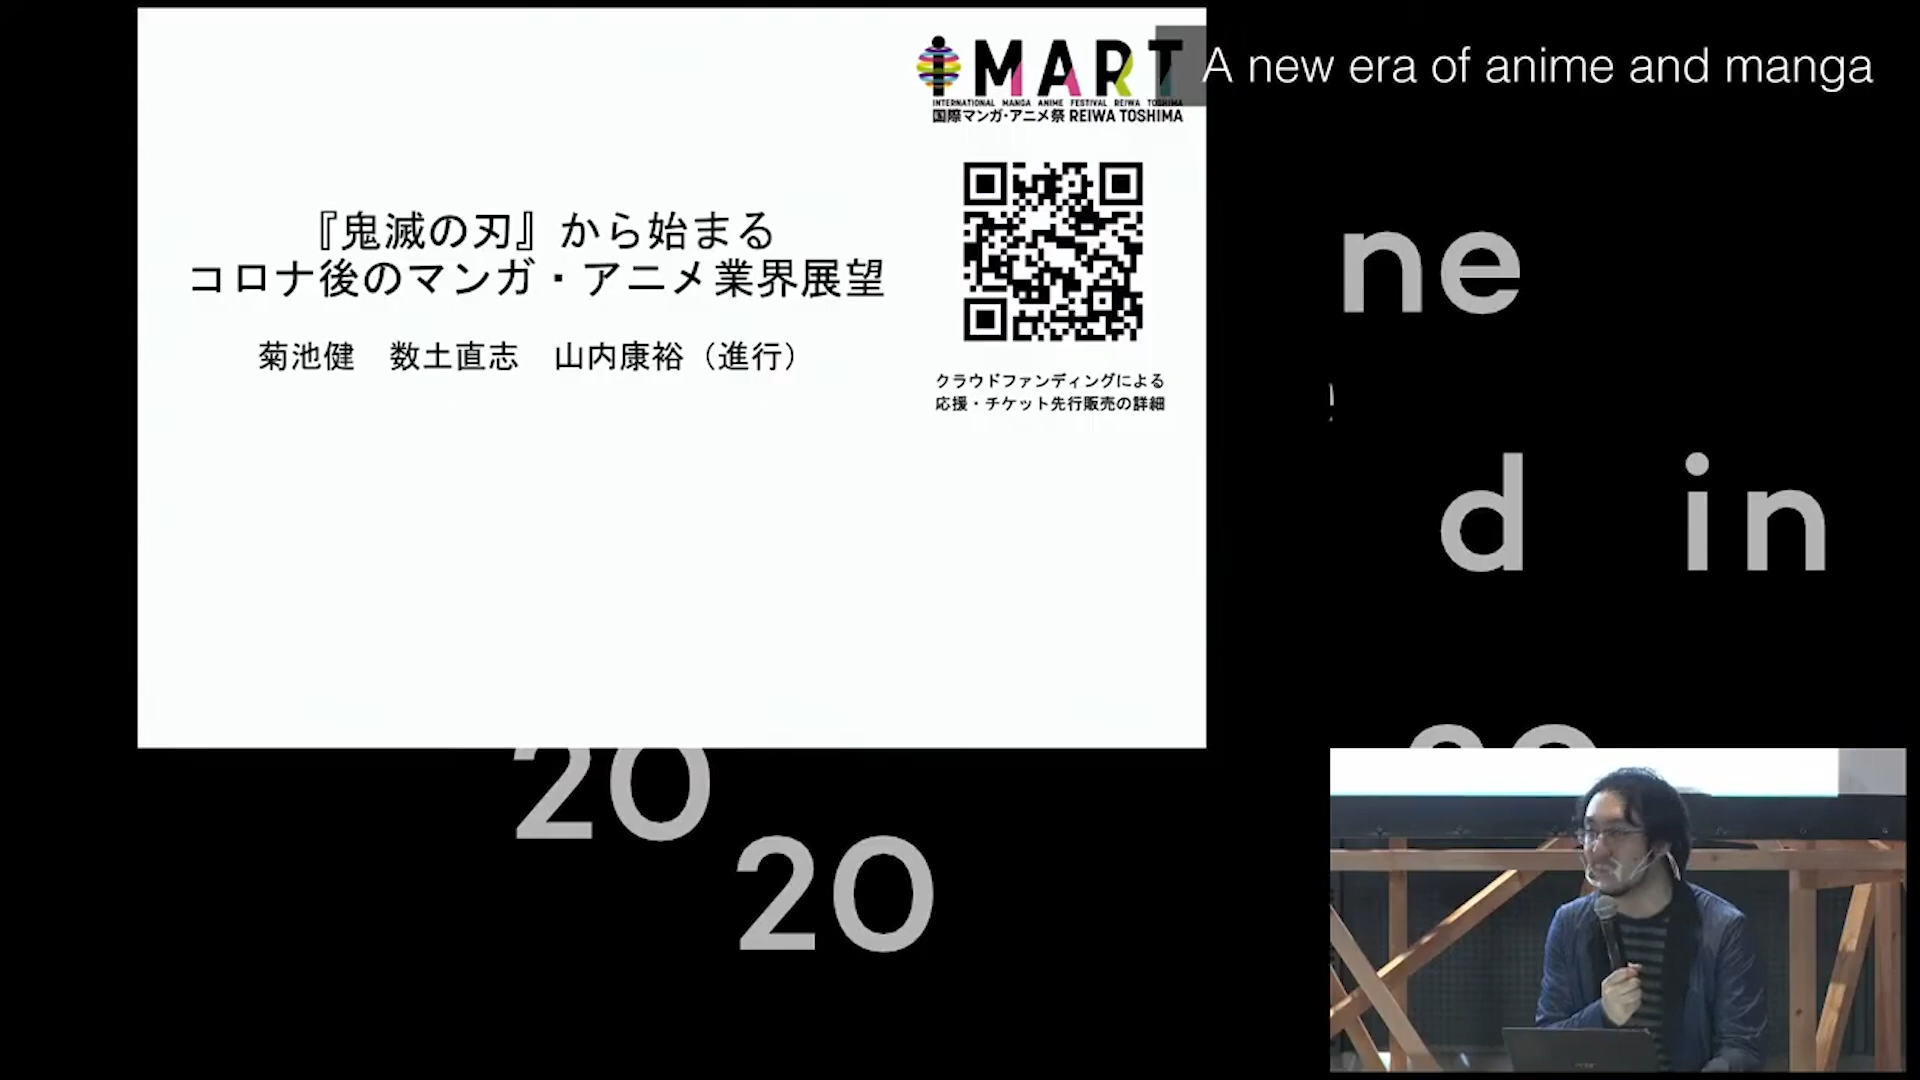 iMART
INTERNATIONAL MANGA ANIME FESTIVAL REIWA TOSHIMA
国際マンガ・アニメ祭 REIWA TOSHIMA
A new era of anime and manga
『鬼滅の刃』から始まる
コロナ後のマンガ・アニメ業界展望
菊池健 数土直志 山内康裕（進行）
クラウドファンディングによる
応援・チケット先行販売の詳細
ne
d in
20
20